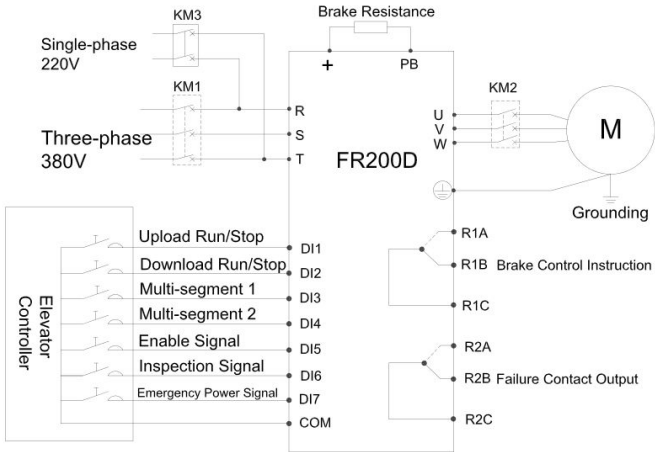 Brake Resistance
KM3
Single-phase
220V
+
PB
KM1
KM2
R
U
Three-phase
380V
S
V
M
T
W
FR200D
Grounding
Upload Run/Stop
DI1
R1A
Download Run/Stop
DI2
R1B Brake Control Instruction
Multi-segment 1
DI3
R1C
Multi-segment 2
DI4
Enable Signal
DI5
R2A
Inspection Signal
DI6
R2B Failure Contact Output
Emergency Power Signal
DI7
COM
R2C
Elevator
Controller